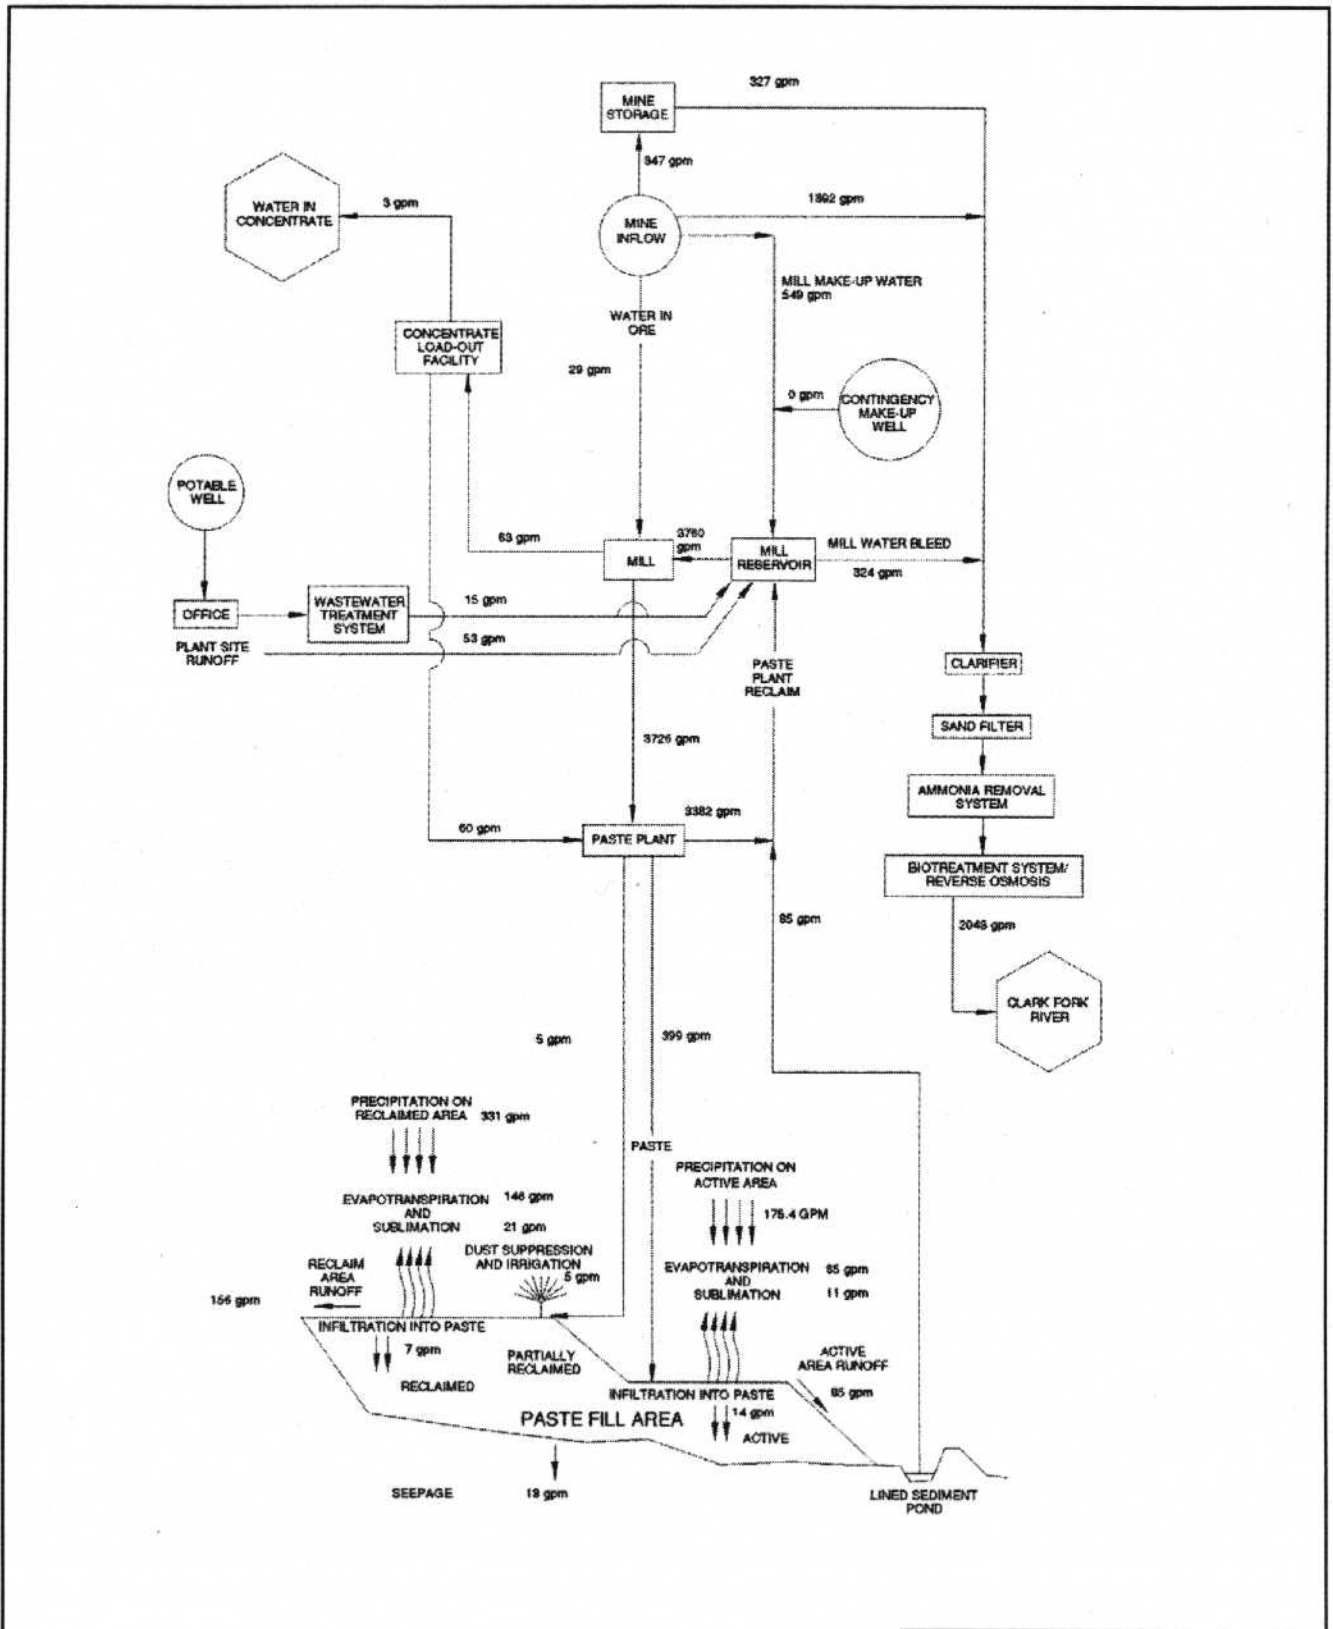 327 gpm
MINE
STORAGE
347 gpm
WATER IN
CONCENTRATE
3 gpm
MINE
INFLOW
1392 gpm
MILL MAKE-UP WATER
549 gpm
WATER IN
ORE
CONCENTRATE
LOAD-OUT
FACILITY
29 gpm
0 gpm
CONTINGENCY
MAKE-UP
WELL
POTABLE
WELL
63 gpm
MILL
3760
gpm
MILL
RESERVOIR
MILL WATER BLEED
324 gpm
OFFICE
WASTEWATER
TREATMENT
SYSTEM
15 gpm
PLANT SITE
RUNOFF
53 gpm
PASTE
PLANT
RECLAIM
CLARIFIER
SAND FILTER
3726 gpm
AMMONIA REMOVAL
SYSTEM
3382 gpm
60 gpm
PASTE PLANT
BIOTREATMENT SYSTEM/
REVERSE OSMOSIS
85 gpm
2043 gpm
CLARK FORK
RIVER
5 gpm
399 gpm
PRECIPITATION ON
RECLAIMED AREA
331 gpm
PASTE
PRECIPITATION ON
ACTIVE AREA
EVAPOTRANSPIRATION
AND
SUBLIMATION
146 gpm
21 gpm
175.4 GPM
RECLAIM
AREA
RUNOFF
DUST SUPPRESSION
AND IRRIGATION
5 gpm
EVAPOTRANSPIRATION
AND
SUBLIMATION
65 gpm
11 gpm
156 gpm
INFILTRATION INTO PASTE
7 gpm
PARTIALLY
RECLAIMED
RECLAIMED
ACTIVE
AREA RUNOFF
85 gpm
INFILTRATION INTO PASTE
14 gpm
PASTE FILL AREA
ACTIVE
SEEPAGE
18 gpm
LINED SEDIMENT
POND